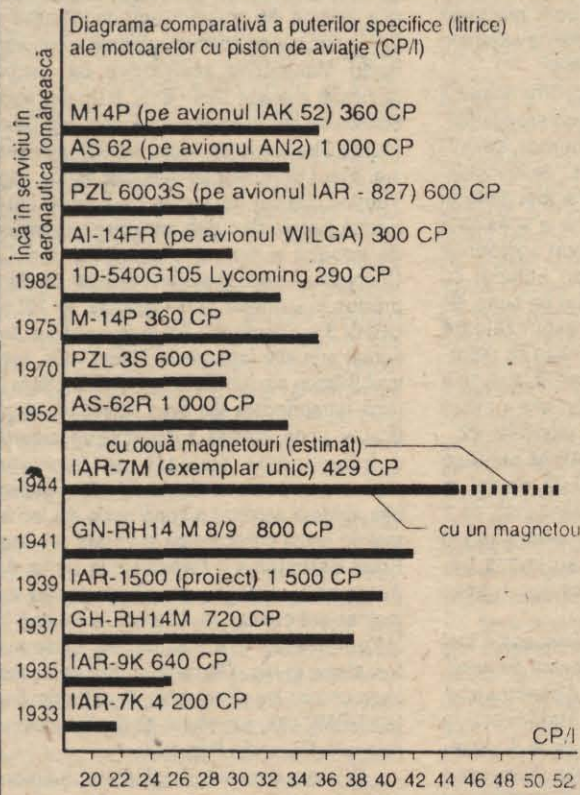 Diagrama comparativă a puterilor specifice (litrice)
ale motoarelor cu piston de aviație (CP/l)
Încă in serviciu în
aeronautica românească
M14P (pe avionul IAK 52) 360 CP
AS 62 (pe avionul AN2) 1 000 CP
PZL 6003S (pe avionul IAR - 827) 600 CP
AI-14FR (pe avionul WILGA) 300 CP
1982 1D-540G105 Lycoming 290 CP
1975 M-14P 360 CP
1970 PZL 3S 600 CP
1952 AS-62R 1 000 CP
cu două magnetouri (estimat)
1944 IAR-7M (exemplar unic) 429 CP
cu un magnetou
1941 GN-RH14 M 8/9 800 CP
1939 IAR-1500 (proiect) 1 500 CP
1937 GH-RH14M 720 CP
1935 IAR-9K 640 CP
1933 IAR-7K 4 200 CP
CP/l
20 22 24 26 28 30 32 34 36 38 40 42 44 46 48 50 52